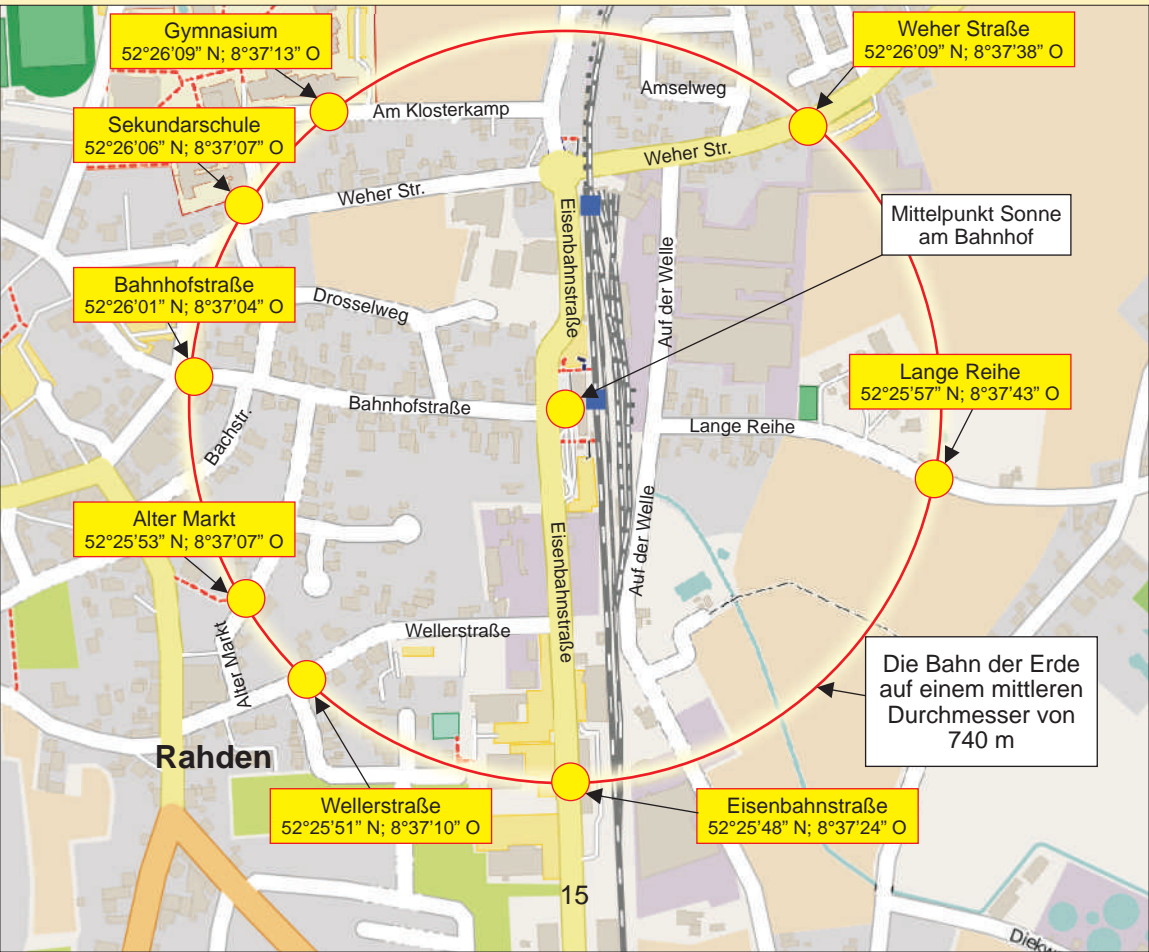 Gymnasium
52°26’09” N; 8°37’13” O
Weher Straße
52°26’09” N; 8°37’38” O
Amselweg
Am Klosterkamp
Sekundarschule
52°26’06” N; 8°37’07” O
Weher Str.
Weher Str.
Eisenbahnstraße
Mittelpunkt Sonne
am Bahnhof
Auf der Welle
Bahnhofstraße
52°26’01” N; 8°37’04” O
Drosselweg
Lange Reihe
52°25’57” N; 8°37’43” O
Bahnhofstraße
Bachstr.
Lange Reihe
Alter Markt
52°25’53” N; 8°37’07” O
Eisenbahnstraße
Auf der Welle
Wellerstraße
Alter Markt
Die Bahn der Erde
auf einem mittleren
Durchmesser von
740 m
Rahden
Wellerstraße
52°25’51” N; 8°37’10” O
Eisenbahnstraße
52°25’48” N; 8°37’24” O
15